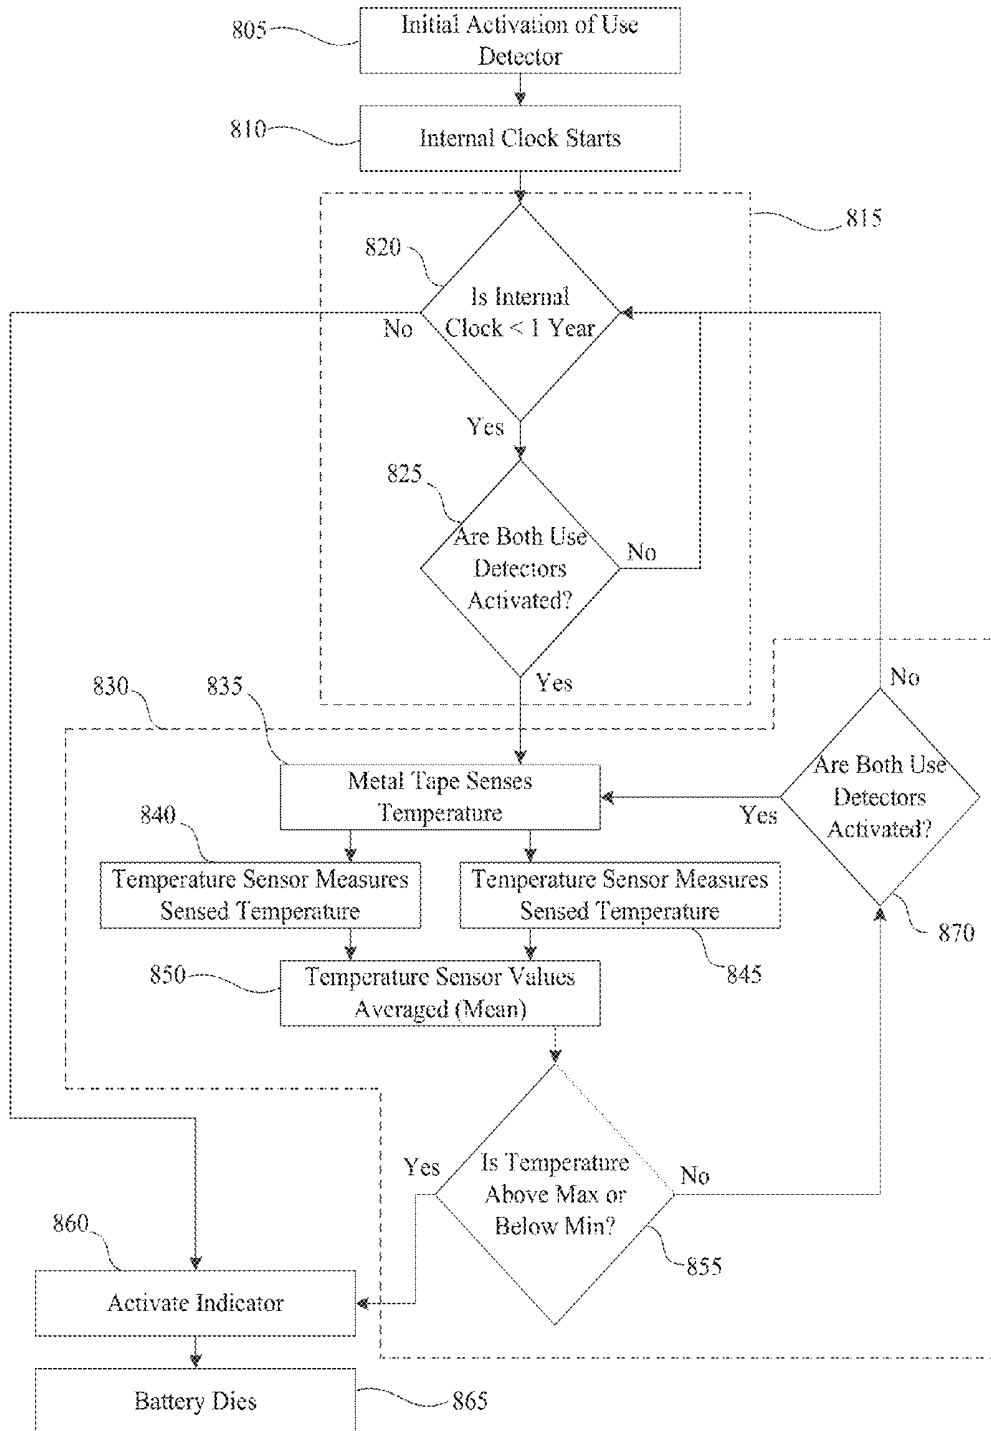 805
Initial Activation of Use
Detector
810
Internal Clock Starts
815
820
Is Internal
Clock < 1 Year
No
Yes
825
Are Both Use
Detectors
Activated?
No
Yes
830
835
No
Metal Tape Senses
Temperature
Are Both Use
Detectors
Activated?
Yes
840
Temperature Sensor Measures
Sensed Temperature
Temperature Sensor Measures
Sensed Temperature
870
845
850
Temperature Sensor Values
Averaged (Mean)
Yes
Is Temperature
Above Max or
Below Min?
No
855
860
Activate Indicator
Battery Dies
865